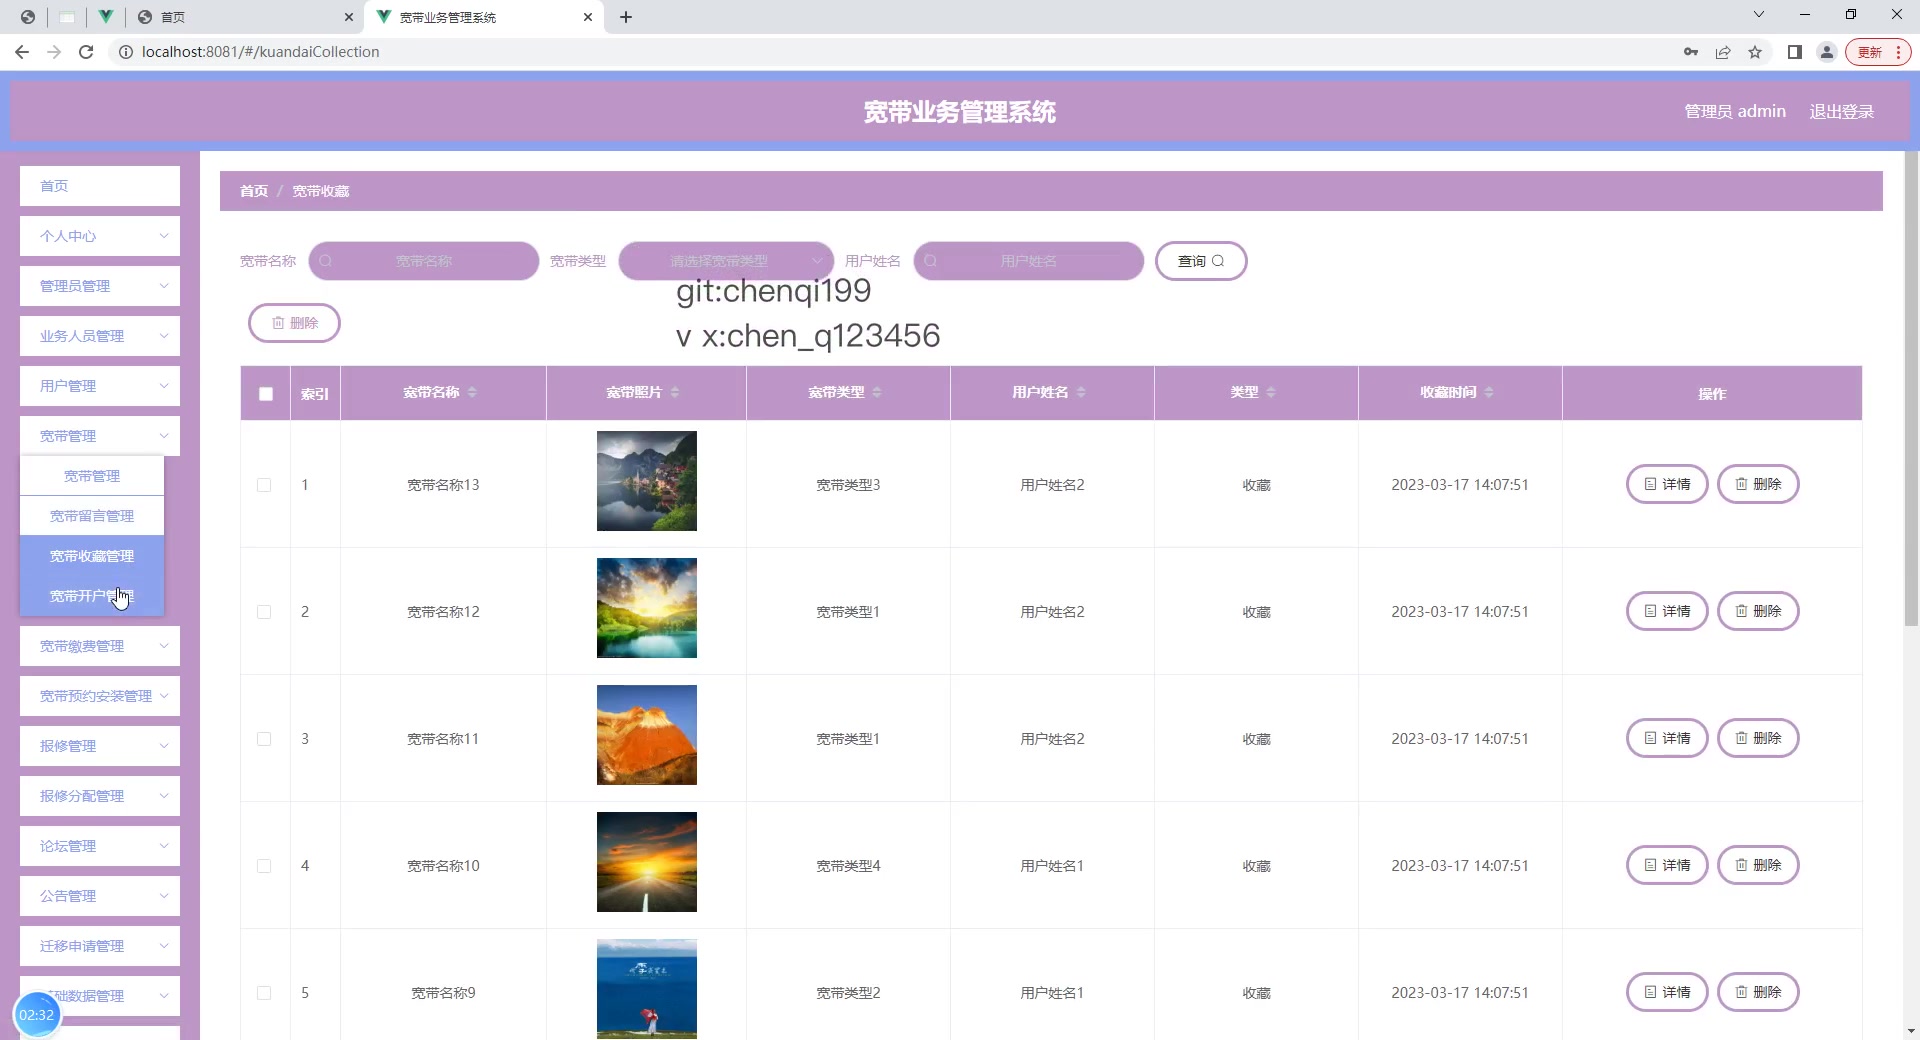 首页
宽带业务管理系统
localhost:8081/#/kuandaiCollection
更新
宽带业务管理系统
管理员 admin
退出登录
首页
个人中心
管理员管理
业务人员管理
用户管理
宽带管理
宽带管理
宽带留言管理
宽带收藏管理
宽带开户管理
宽带缴费管理
宽带预约安装管理
报修管理
报修分配管理
论坛管理
公告管理
迁移申请管理
础数据管理
02:32
首页 / 宽带收藏
宽带名称 宽带名称 宽带类型 请选择宽带类型 用户姓名 用户姓名 查询
git:chenqi199
删除
v x:chen_q123456
索引 宽带名称 宽带照片 宽带类型 用户姓名 类型 收藏时间 操作
1 宽带名称13 宽带类型3 用户姓名2 收藏 2023-03-17 14:07:51 详情 删除
2 宽带名称12 宽带类型1 用户姓名2 收藏 2023-03-17 14:07:51 详情 删除
3 宽带名称11 宽带类型1 用户姓名2 收藏 2023-03-17 14:07:51 详情 删除
4 宽带名称10 宽带类型4 用户姓名1 收藏 2023-03-17 14:07:51 详情 删除
5 宽带名称9 宽带类型2 用户姓名1 收藏 2023-03-17 14:07:51 详情 删除